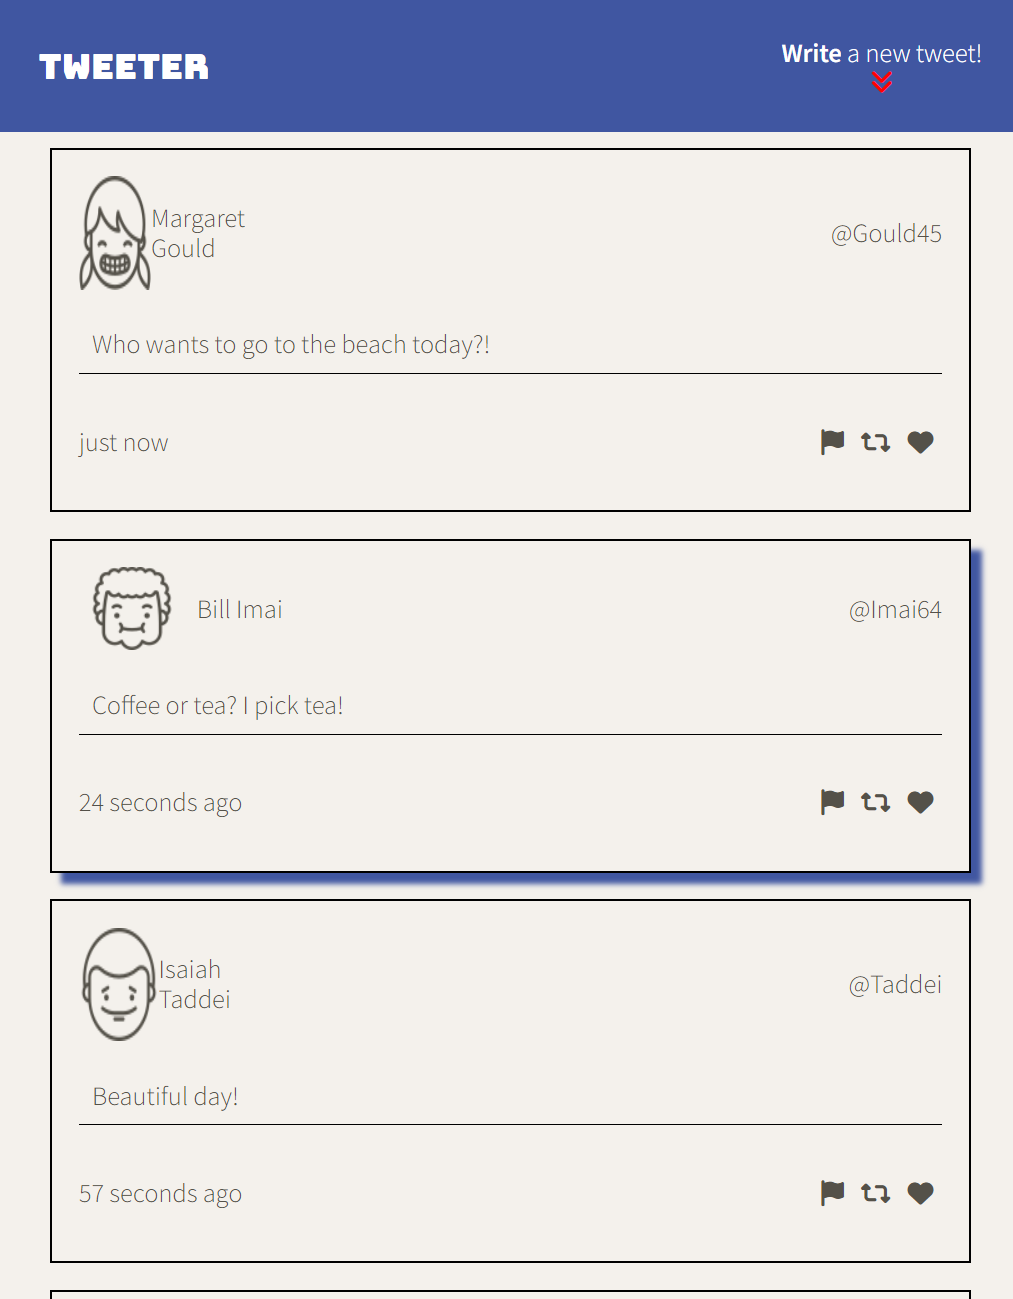 TWEETER
Write a new tweet!
Margaret
Gould
@Gould45
Who wants to go to the beach today?!
just now
Bill Imai
@Imai64
Coffee or tea? I pick tea!
24 seconds ago
Isaiah
Taddei
@Taddei
Beautiful day!
57 seconds ago